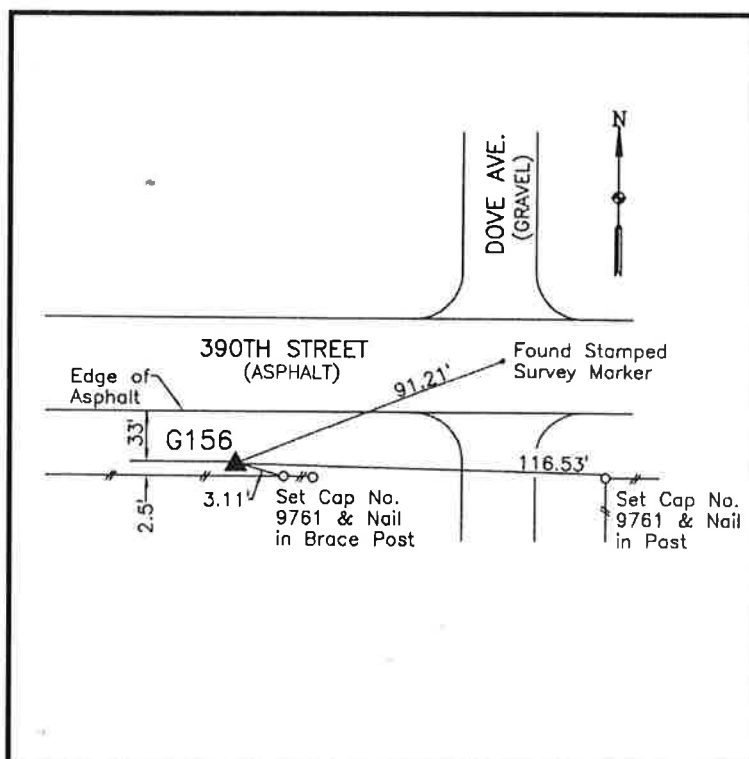 N
DOVE AVE.
(GRAVEL)
390TH STREET
(ASPHALT)
Found Stamped
Survey Marker
91.21'
Edge of
Asphalt
33'
G156
116.53'
3.11'
2.5'
Set Cap No.
9761 & Nail
in Brace Post
Set Cap No.
9761 & Nail
in Post